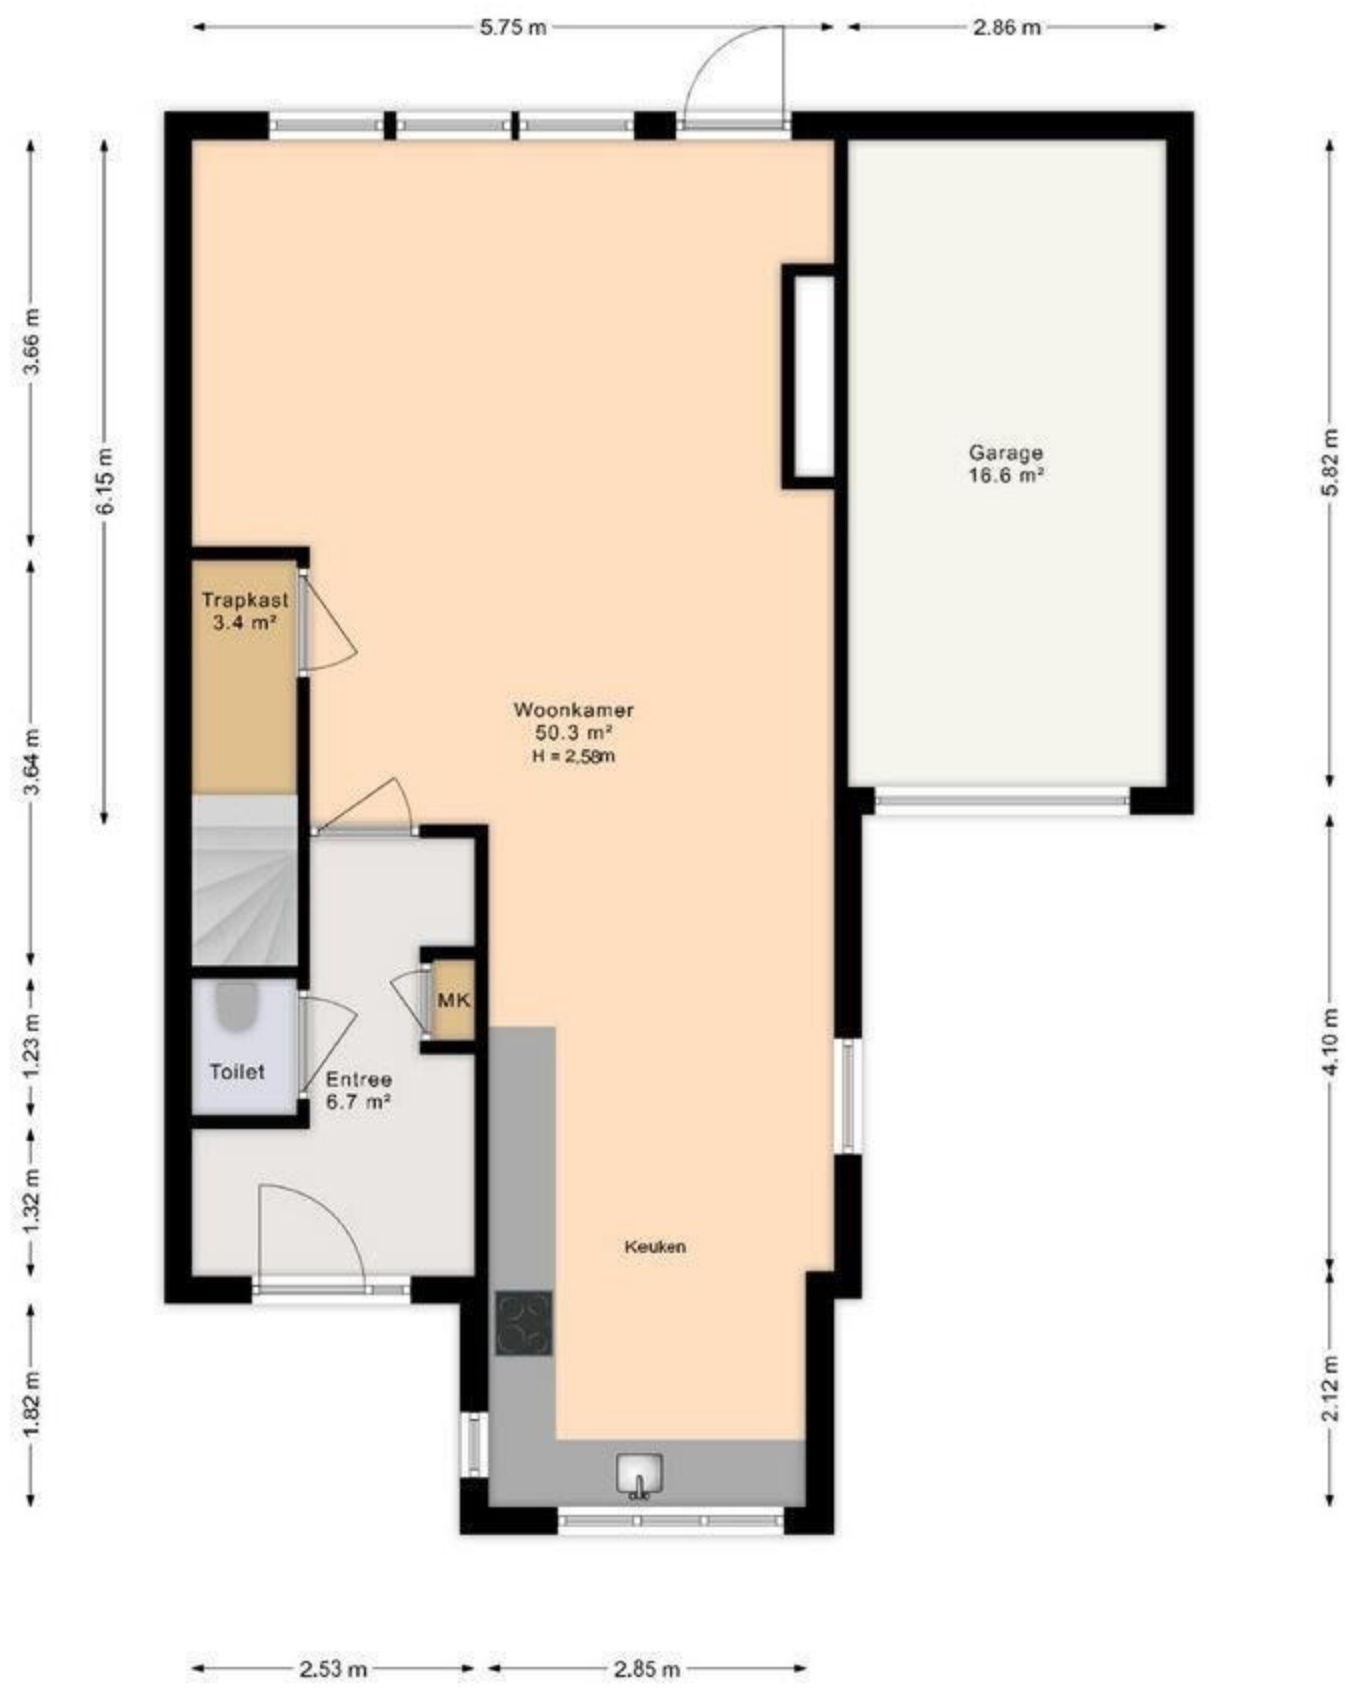 5.75 m
2.86 m
3.66 m
6.15 m
5.82 m
Garage
16.6 m²
Trapkast
3.4 m²
Woonkamer
50.3 m²
H = 2,58m
3.64 m
MK
1.23 m
Toilet
Entree
6.7 m²
4.10 m
1.32 m
Keuken
1.82 m
2.12 m
2.53 m
2.85 m